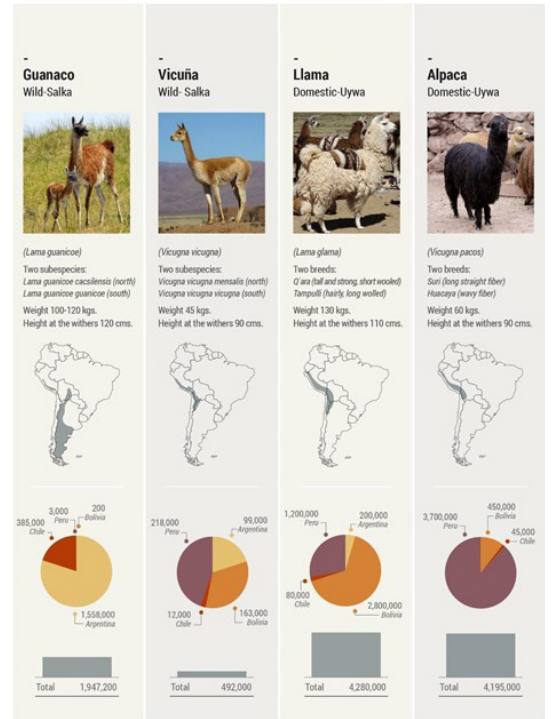 -
Guanaco
Wild-Salka
(Lama guanicoe)
Two subespecies:
Lama guanicoe cacsilensis (north)
Lama guanicoe guanicoe (south)
Weight 100-120 kgs.
Height at the withers 120 cms.
3,000
Peru
200
Bolivia
385,000
Chile
1,558,000
Argentina
Total 1,947,200
-
Vicuña
Wild- Salka
(Vicugna vicugna)
Two subespecies:
Vicugna vicugna mensalis (north)
Vicugna vicugna vicugna (south)
Weight 45 kgs.
Height at the withers 90 cms.
218,000
Peru
99,000
Argentina
12,000
Chile
163,000
Bolivia
Total 492,000
-
Llama
Domestic-Uywa
(Lama glama)
Two breeds:
Q'ara (tall and strong, short wooled)
Tampulli (hairly, long wolled)
Weight 130 kgs.
Height at the withers 110 cms.
1,200,000
Peru
200,000
Argentina
80,000
Chile
2,800,000
Bolivia
Total 4,280,000
-
Alpaca
Domestic-Uywa
(Vicugna pacos)
Two breeds:
Suri (long straight fiber)
Huacaya (wavy fiber)
Weight 60 kgs.
Height at the withers 90 cms.
3,700,000
Peru
450,000
Bolivia
45,000
Chile
Total 4,195,000